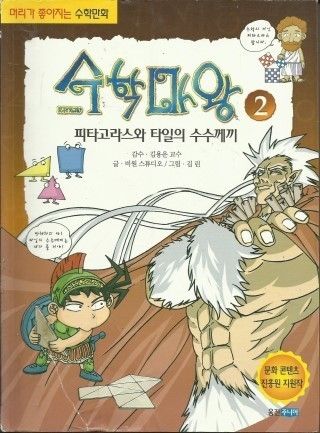 머리가 좋아지는 수학만화
수학마왕
2
피타고라스와 타일의 수수께끼
감수 · 김용운 교수
글 · 비원 스튜디오 / 그림 · 김 린
문화 콘텐츠
진흥원 지원작
웅진주니어